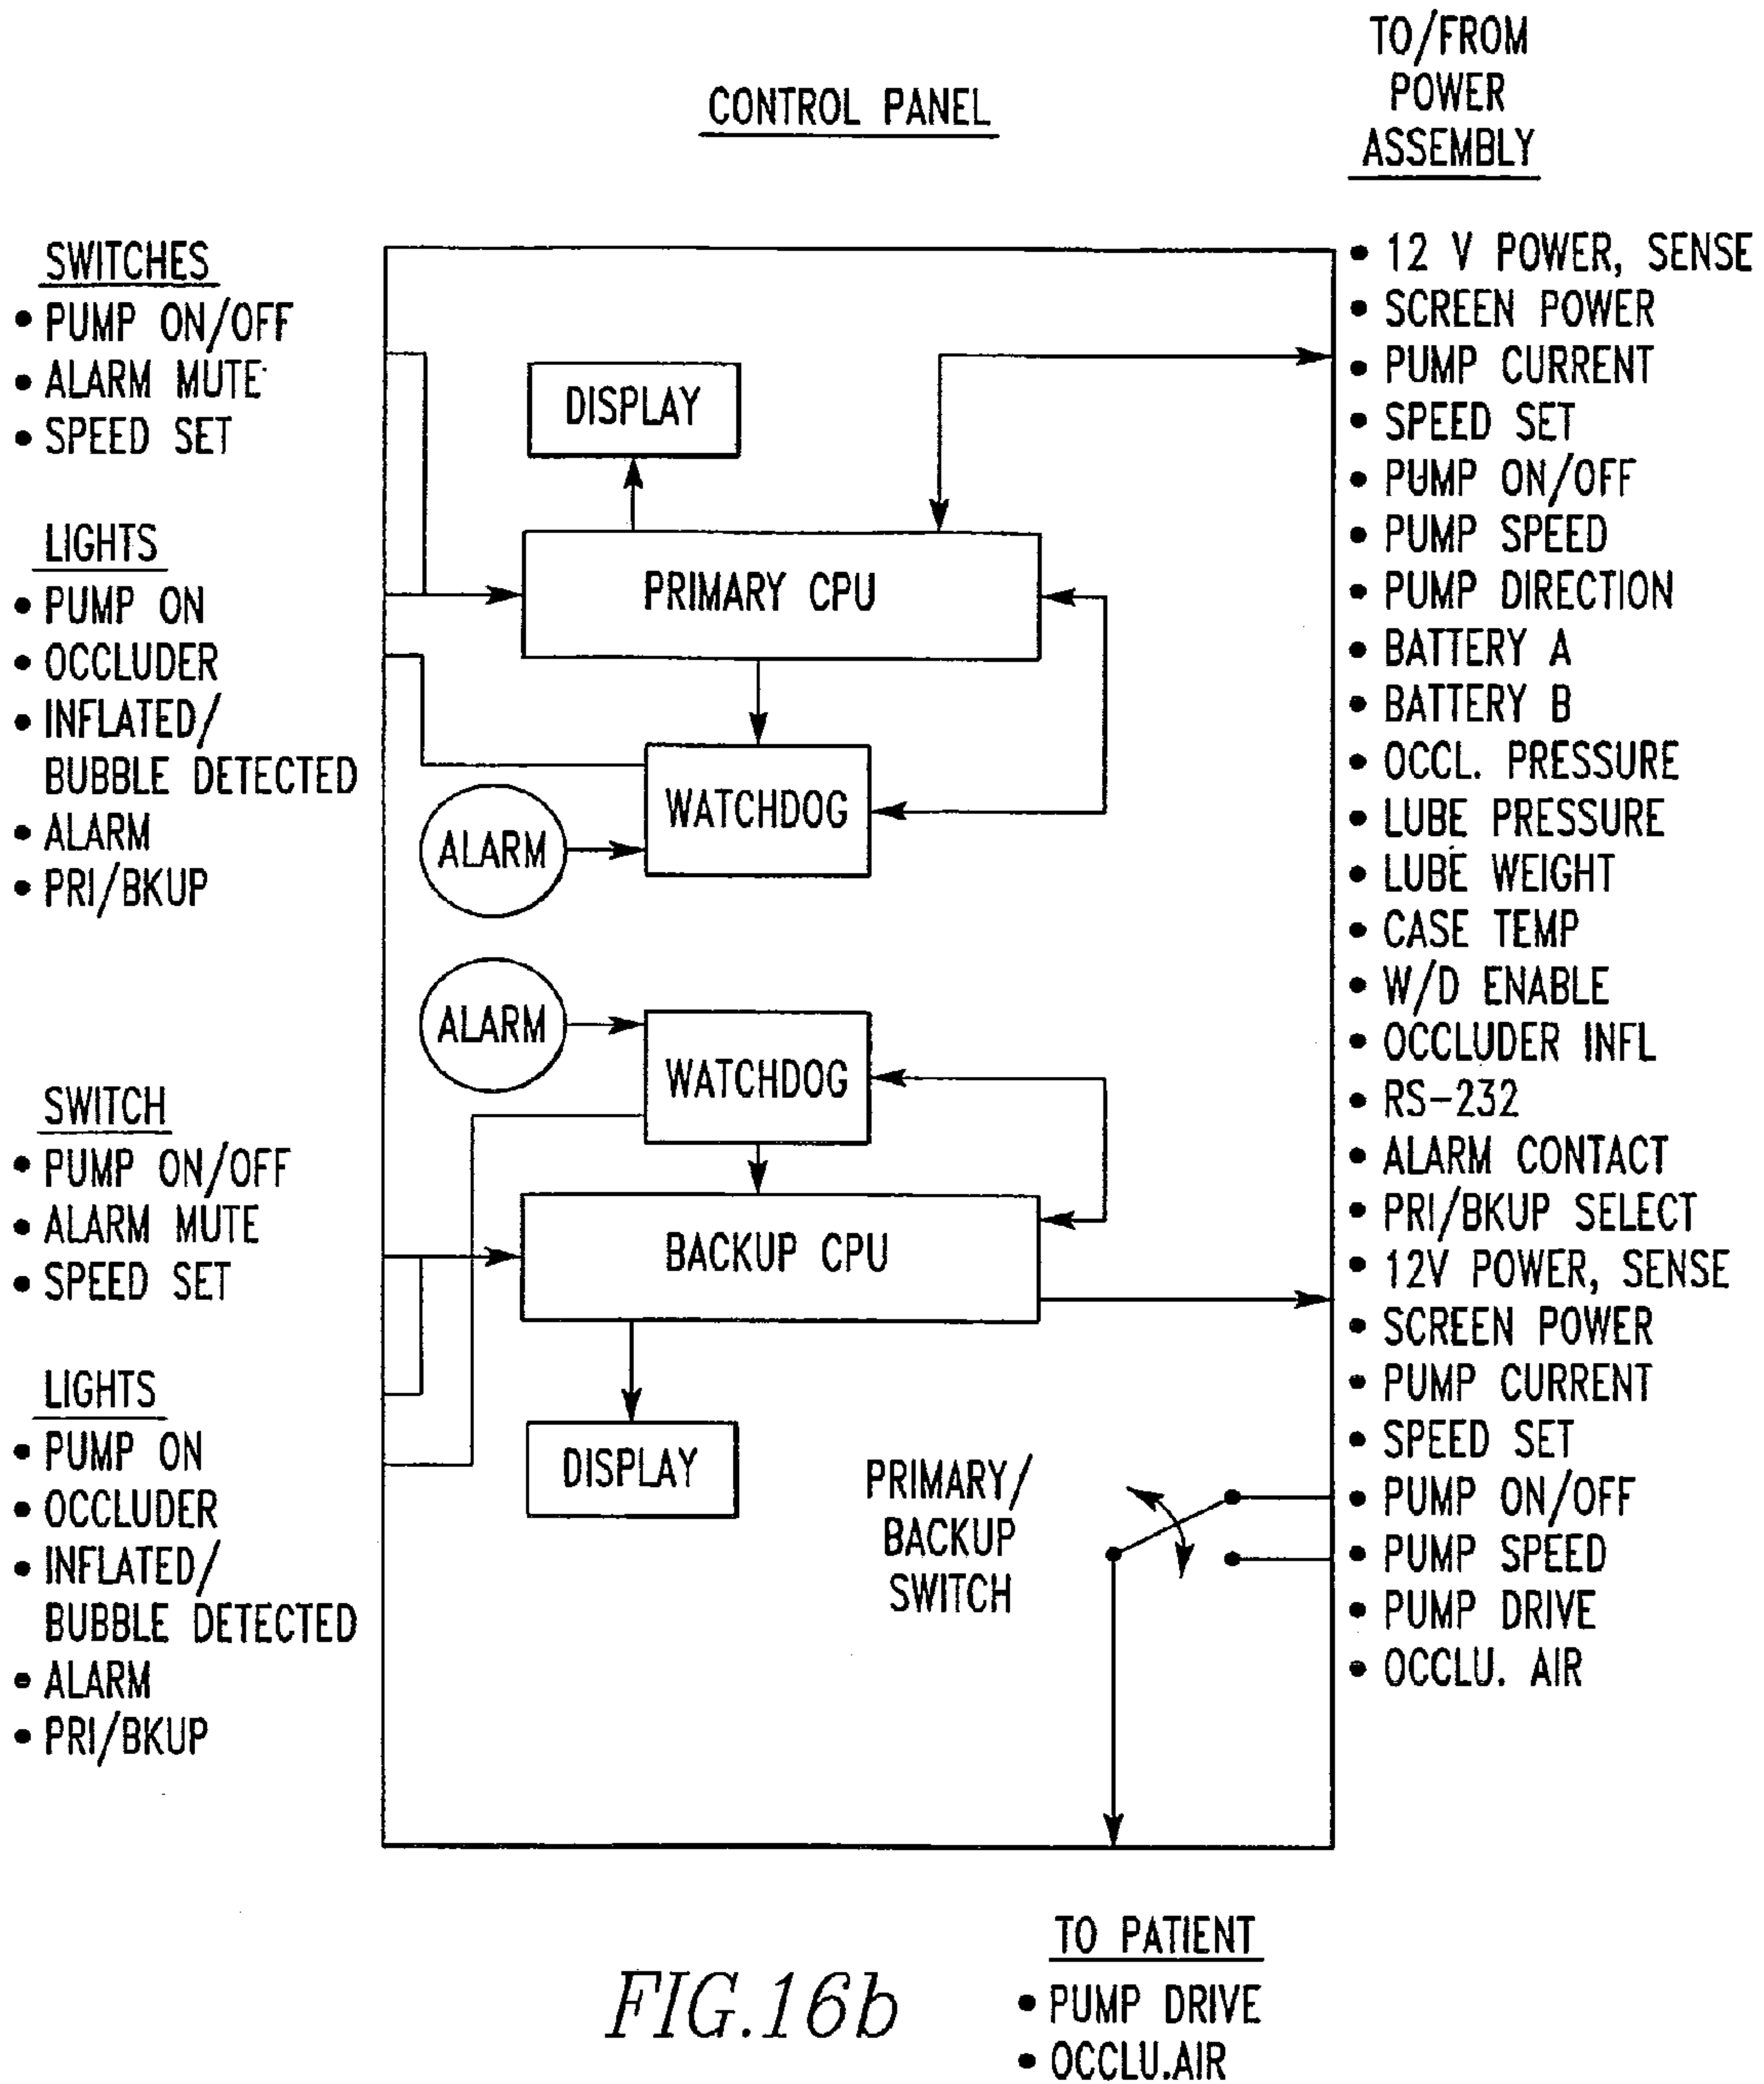 CONTROL PANEL
TO/FROM
POWER
ASSEMBLY
SWITCHES
• PUMP ON/OFF
• ALARM MUTE
• SPEED SET
LIGHTS
• PUMP ON
• OCCLUDER
• INFLATED/
BUBBLE DETECTED
• ALARM
• PRI/BKUP
SWITCH
• PUMP ON/OFF
• ALARM MUTE
• SPEED SET
LIGHTS
• PUMP ON
• OCCLUDER
• INFLATED/
BUBBLE DETECTED
• ALARM
• PRI/BKUP
DISPLAY
PRIMARY CPU
WATCHDOG
ALARM
ALARM
WATCHDOG
BACKUP CPU
DISPLAY
PRIMARY/
BACKUP
SWITCH
• 12 V POWER, SENSE
• SCREEN POWER
• PUMP CURRENT
• SPEED SET
• PUMP ON/OFF
• PUMP SPEED
• PUMP DIRECTION
• BATTERY A
• BATTERY B
• OCCL. PRESSURE
• LUBE PRESSURE
• LUBE WEIGHT
• CASE TEMP
• W/D ENABLE
• OCCLUDER INFL
• RS-232
• ALARM CONTACT
• PRI/BKUP SELECT
• 12V POWER, SENSE
• SCREEN POWER
• PUMP CURRENT
• SPEED SET
• PUMP ON/OFF
• PUMP SPEED
• PUMP DRIVE
• OCCLU. AIR
TO PATIENT
• PUMP DRIVE
• OCCLU.AIR
FIG.16b